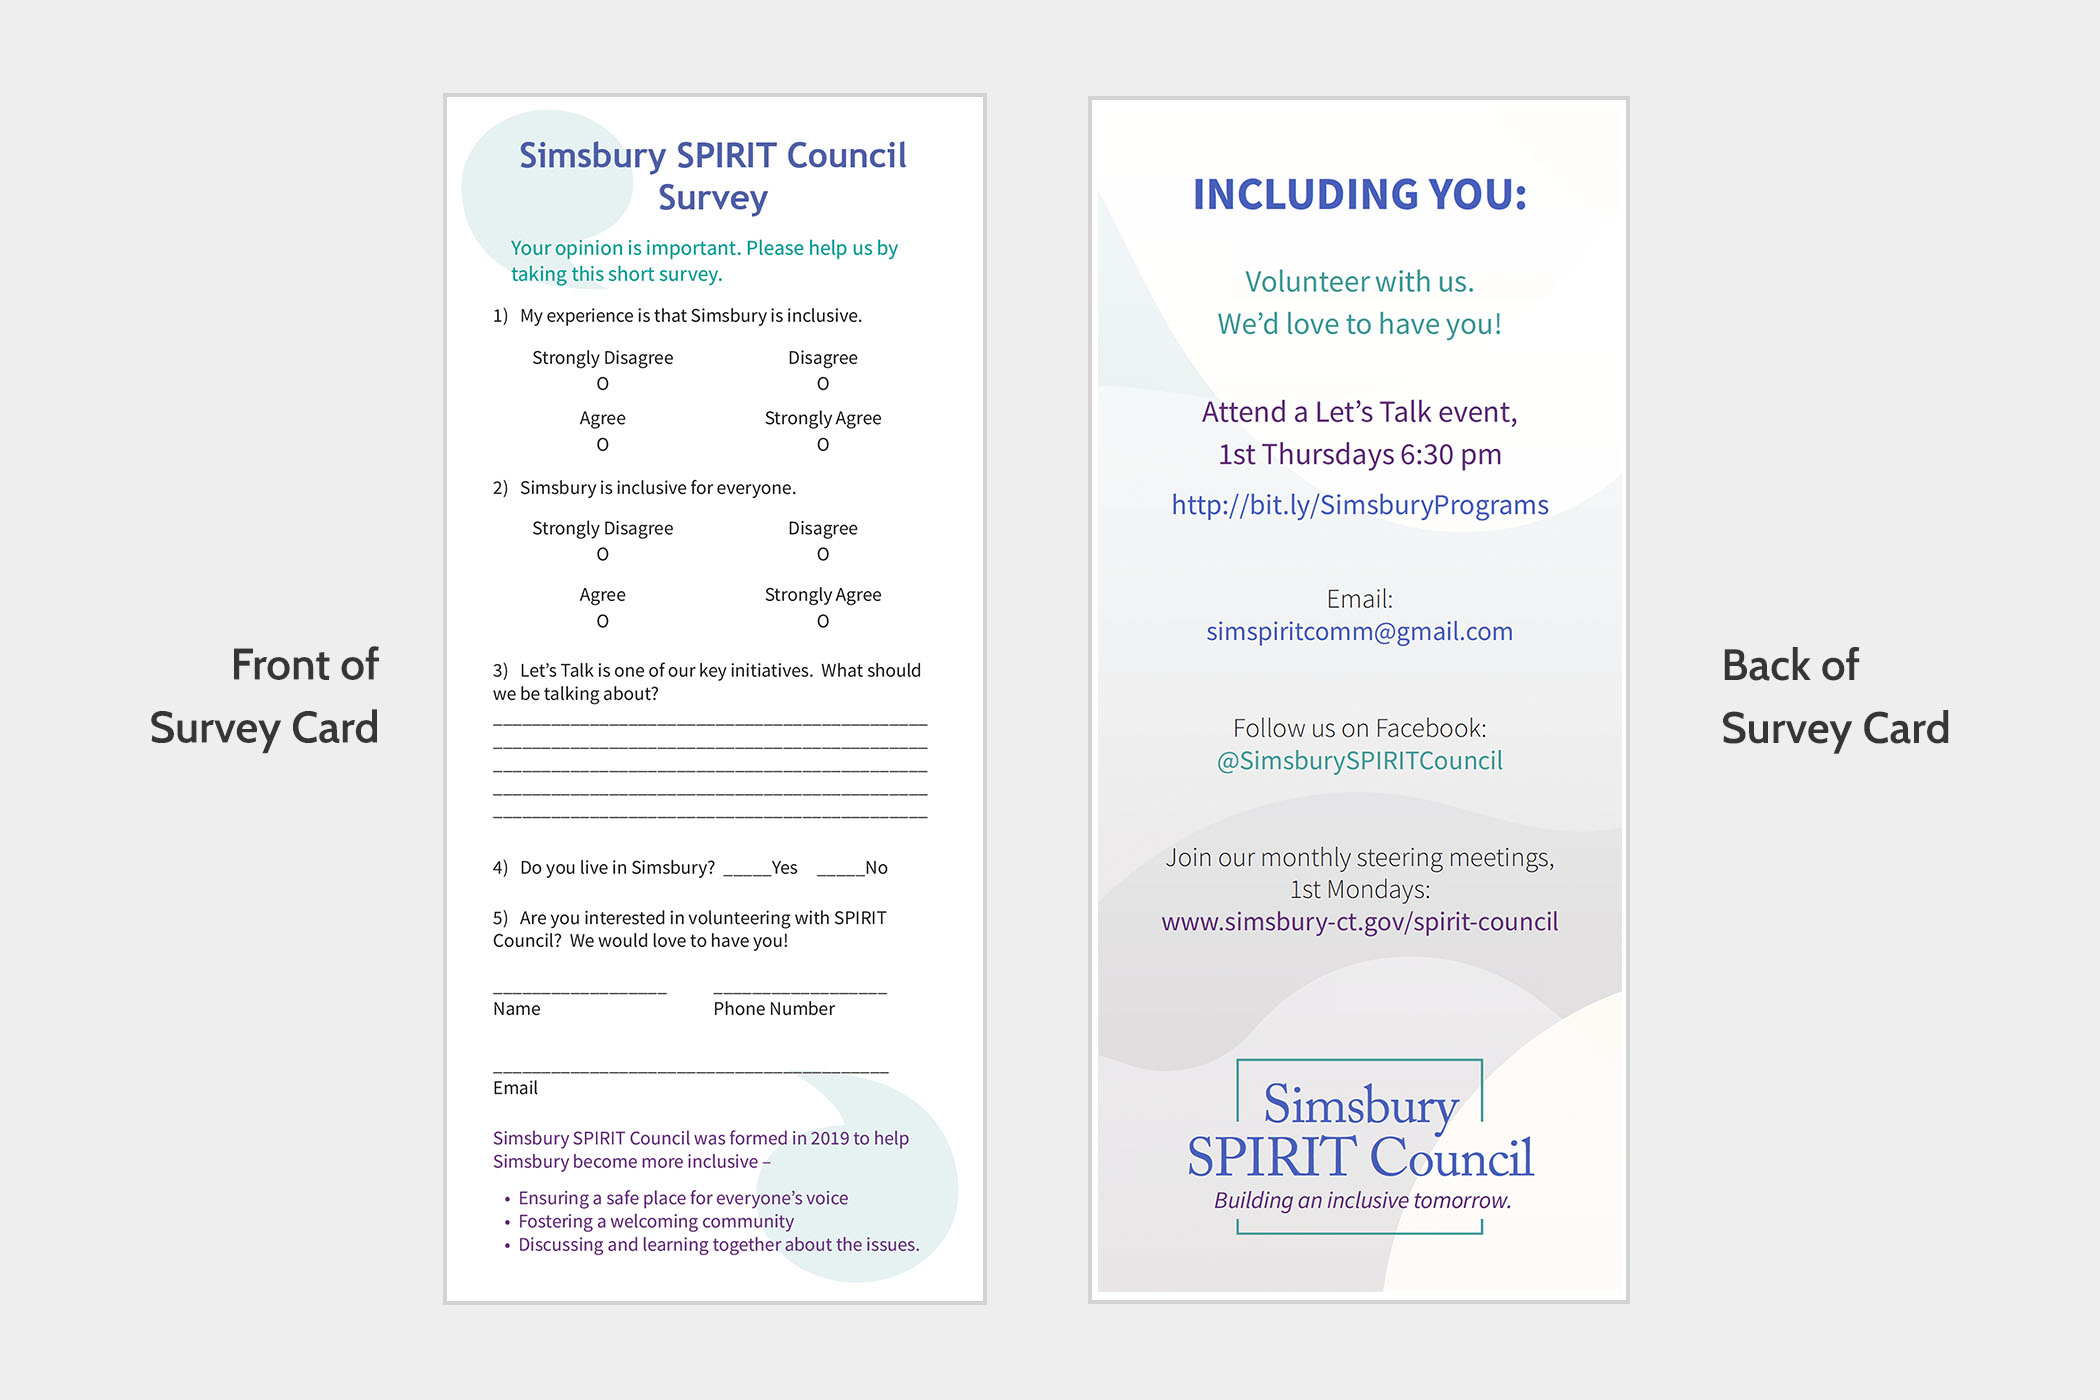 Front of
Survey Card
Simsbury SPIRIT Council
Survey
Your opinion is important. Please help us by
taking this short survey.
1) My experience is that Simsbury is inclusive.
Strongly Disagree Disagree
O O
Agree Strongly Agree
O O
2) Simsbury is inclusive for everyone.
Strongly Disagree Disagree
O O
Agree Strongly Agree
O O
3) Let's Talk is one of our key initiatives. What should
we be talking about?
_____________________________________________
_____________________________________________
_____________________________________________
_____________________________________________
_____________________________________________
4) Do you live in Simsbury? _____Yes _____No
5) Are you interested in volunteering with SPIRIT
Council? We would love to have you!
__________________ __________________
Name Phone Number
_________________________________________
Email
Simsbury SPIRIT Council was formed in 2019 to help
Simsbury become more inclusive –
• Ensuring a safe place for everyone's voice
• Fostering a welcoming community
• Discussing and learning together about the issues.
INCLUDING YOU:
Volunteer with us.
We'd love to have you!
Attend a Let's Talk event,
1st Thursdays 6:30 pm
http://bit.ly/SimsburyPrograms
Email:
simspiritcomm@gmail.com
Follow us on Facebook:
@SimsburySPIRITCouncil
Join our monthly steering meetings,
1st Mondays:
www.simsbury-ct.gov/spirit-council
Simsbury
SPIRIT Council
Building an inclusive tomorrow.
Back of
Survey Card